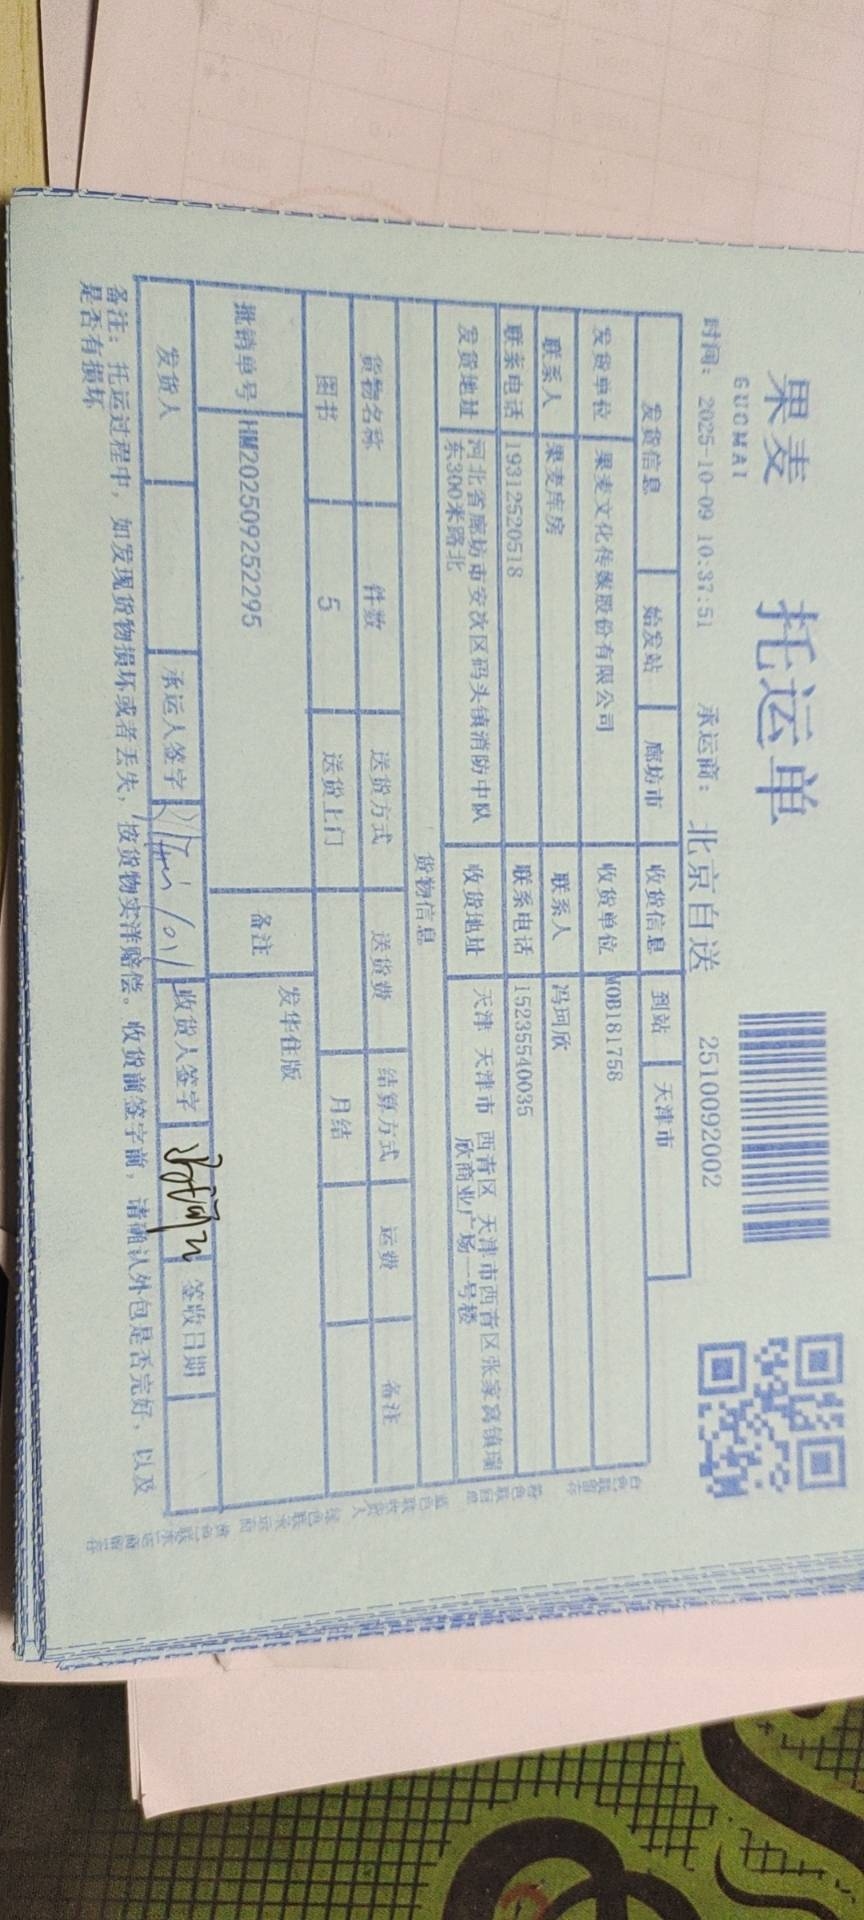 果麦
GUOMAI
托运单
2510092002
时间: 2025-10-09 10:37:51 承运商: 北京自送
发货信息 始发站 廊坊市 收货信息 到站 天津市
发货单位 果麦文化传媒股份有限公司 收货单位 MOB181758
联系人 果麦库房 联系人 冯珂欣
联系电话 19312520518 联系电话 15235540035
发货地址 河北省廊坊市安次区码头镇消防中队东300米路北 收货地址 天津 天津市 西青区 天津市西青区张家窝镇瑞欣商业广场一号楼
货物信息
货物名称 件数 送货方式 送货费 结算方式 运费 备注
图书 5 送货上门 月结
批销单号 HM202509252295 备注 发华住版
发货人 承运人签字 收货人签字 签收日期
备注: 托运过程中, 如发现货物损坏或者丢失, 按货物实洋赔偿。收货前签字前, 请确认外包是否完好, 以及
是否有损坏